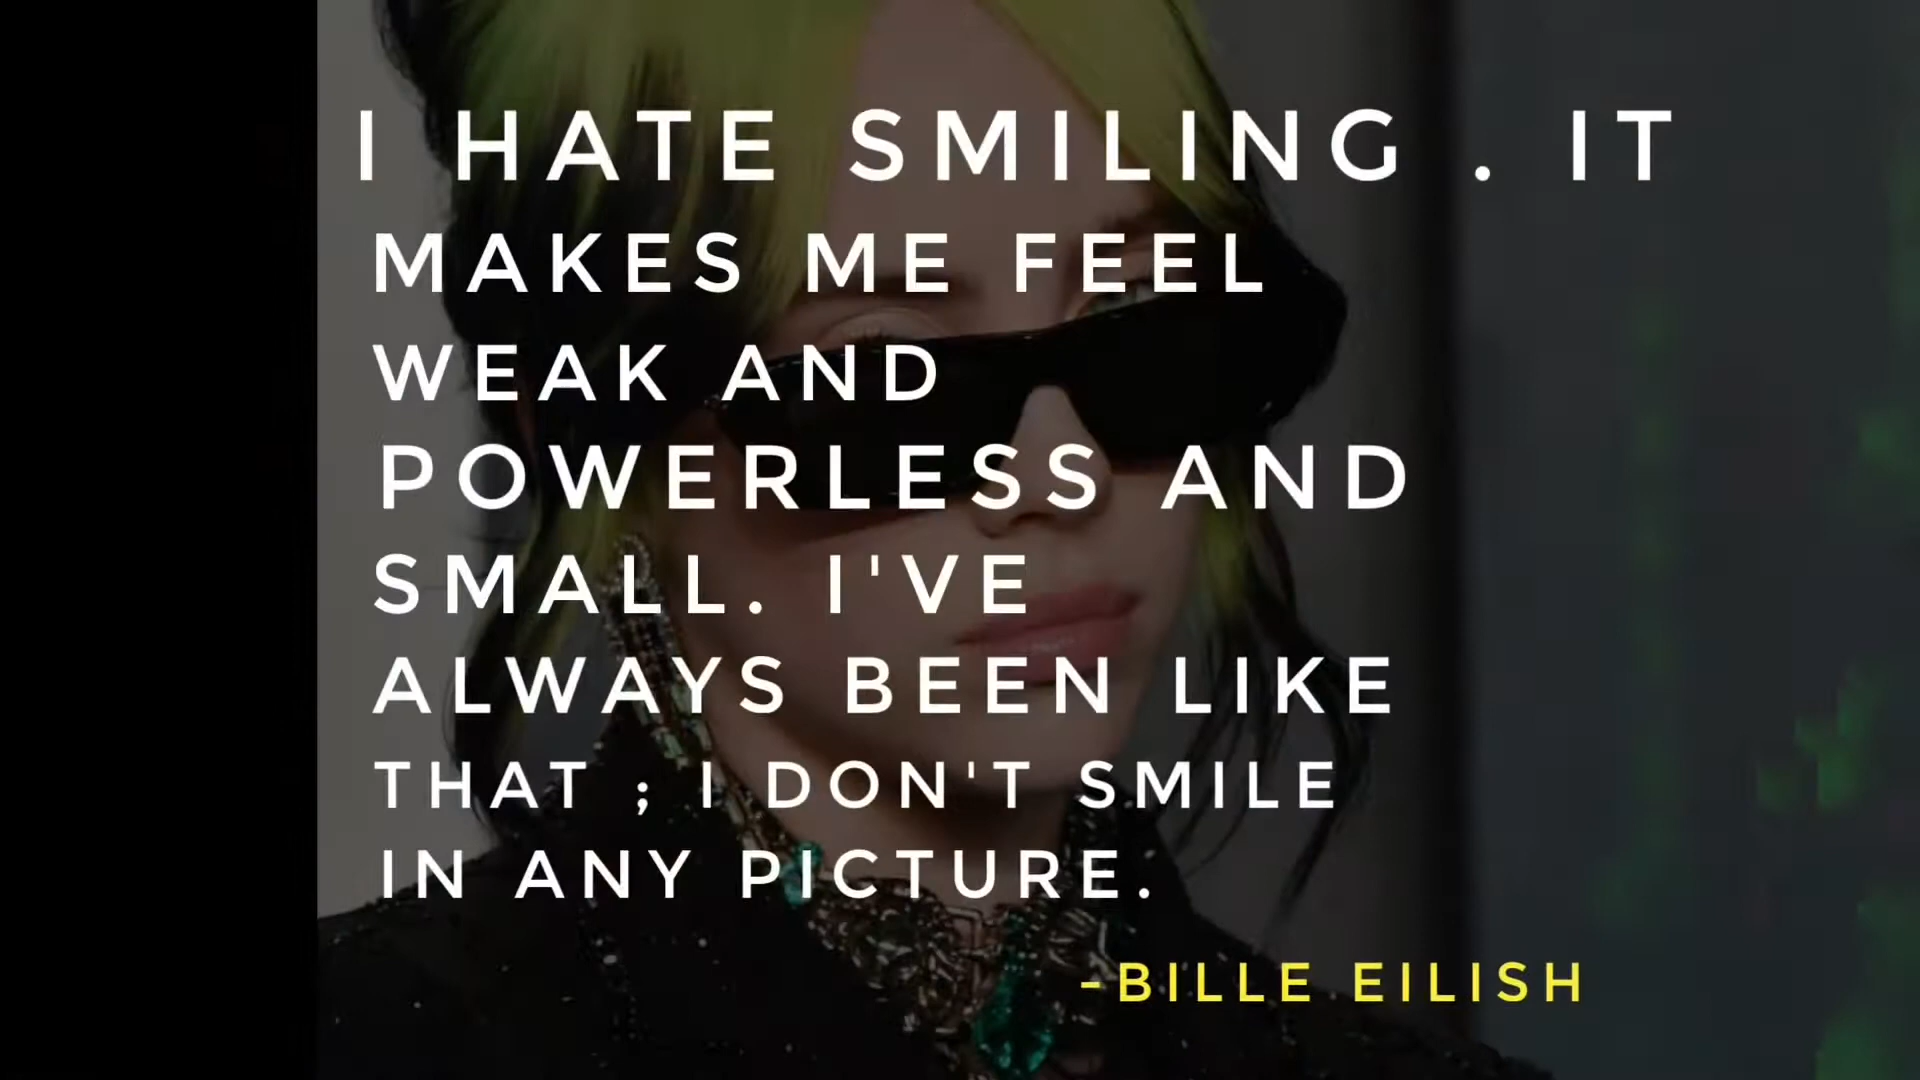 I HATE SMILING . IT
MAKES ME FEEL
WEAK AND
POWERLESS AND
SMALL. I'VE
ALWAYS BEEN LIKE
THAT ; I DON'T SMILE
IN ANY PICTURE.
-BILLE EILISH